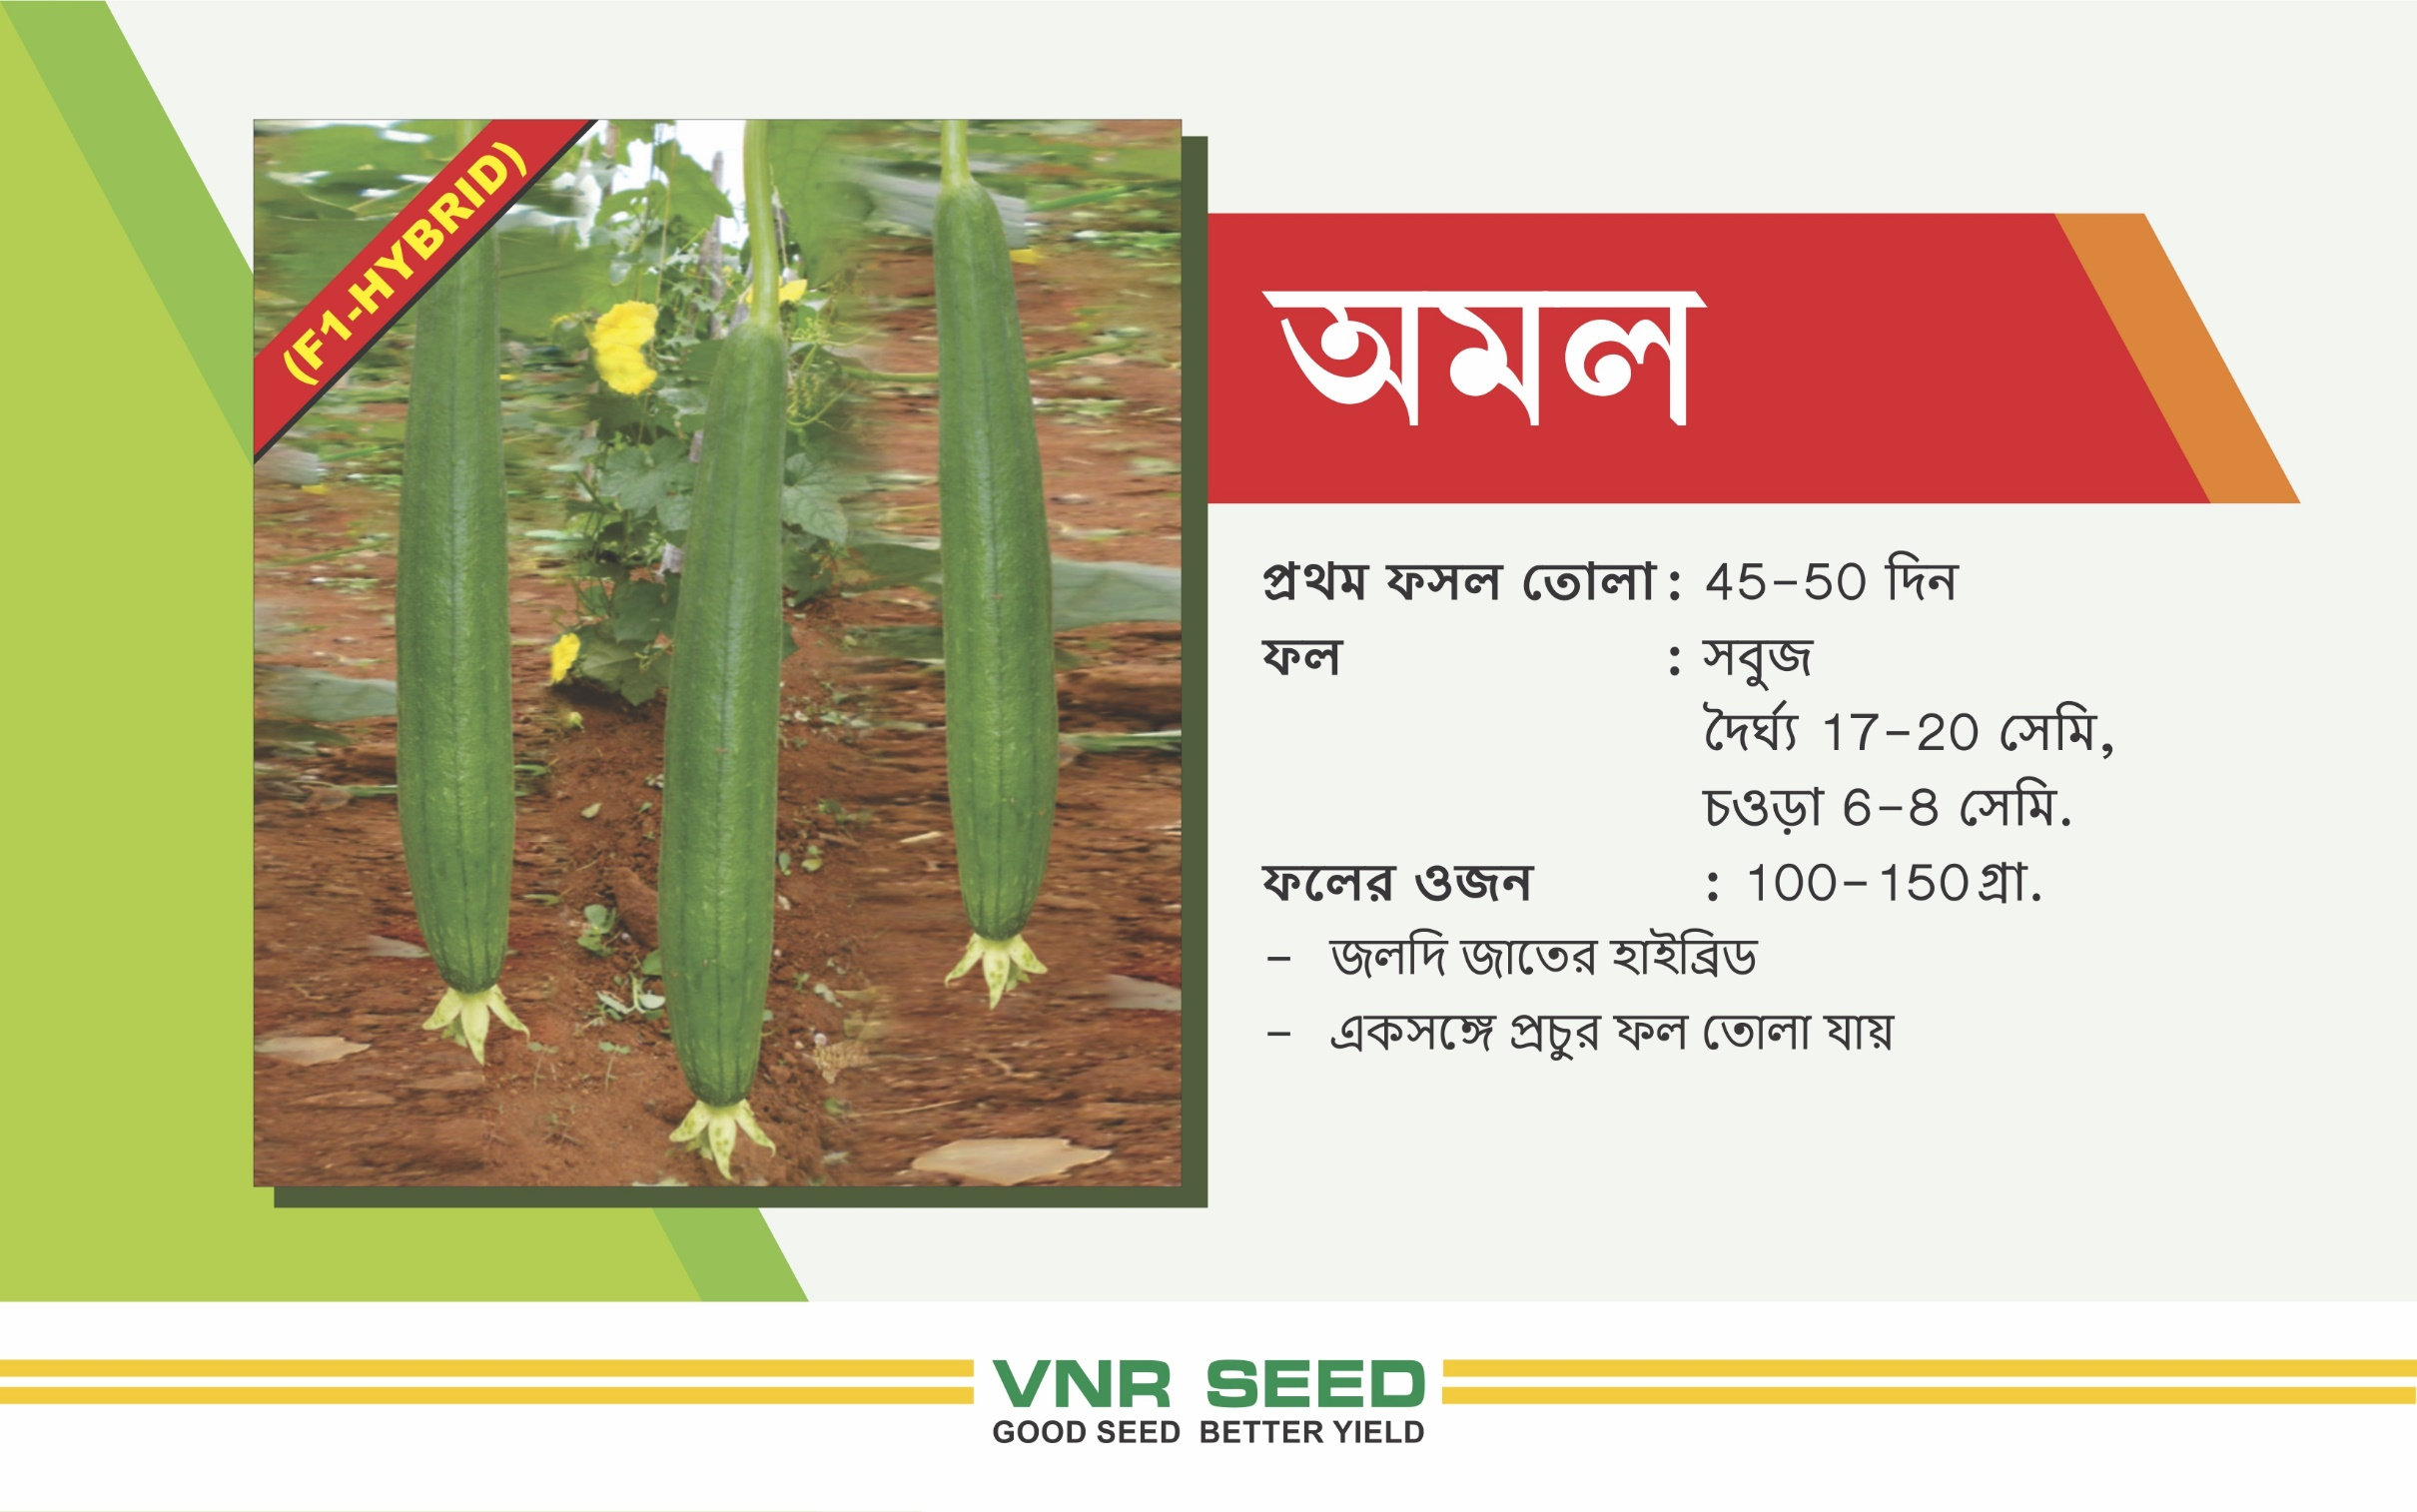 (F1-HYBRID))
অমল
প্রথম ফসল তোলা : 45-50 দিন
ফল : সবুজ
দৈর্ঘ্য 17-20 সেমি,
চওড়া 6-8 সেমি.
ফলের ওজন : 100-150গ্রা.
- জলদি জাতের হাইব্রিড
- একসঙ্গে প্রচুর ফল তোলা যায়
VNR SEED
GOOD SEED BETTER YIELD